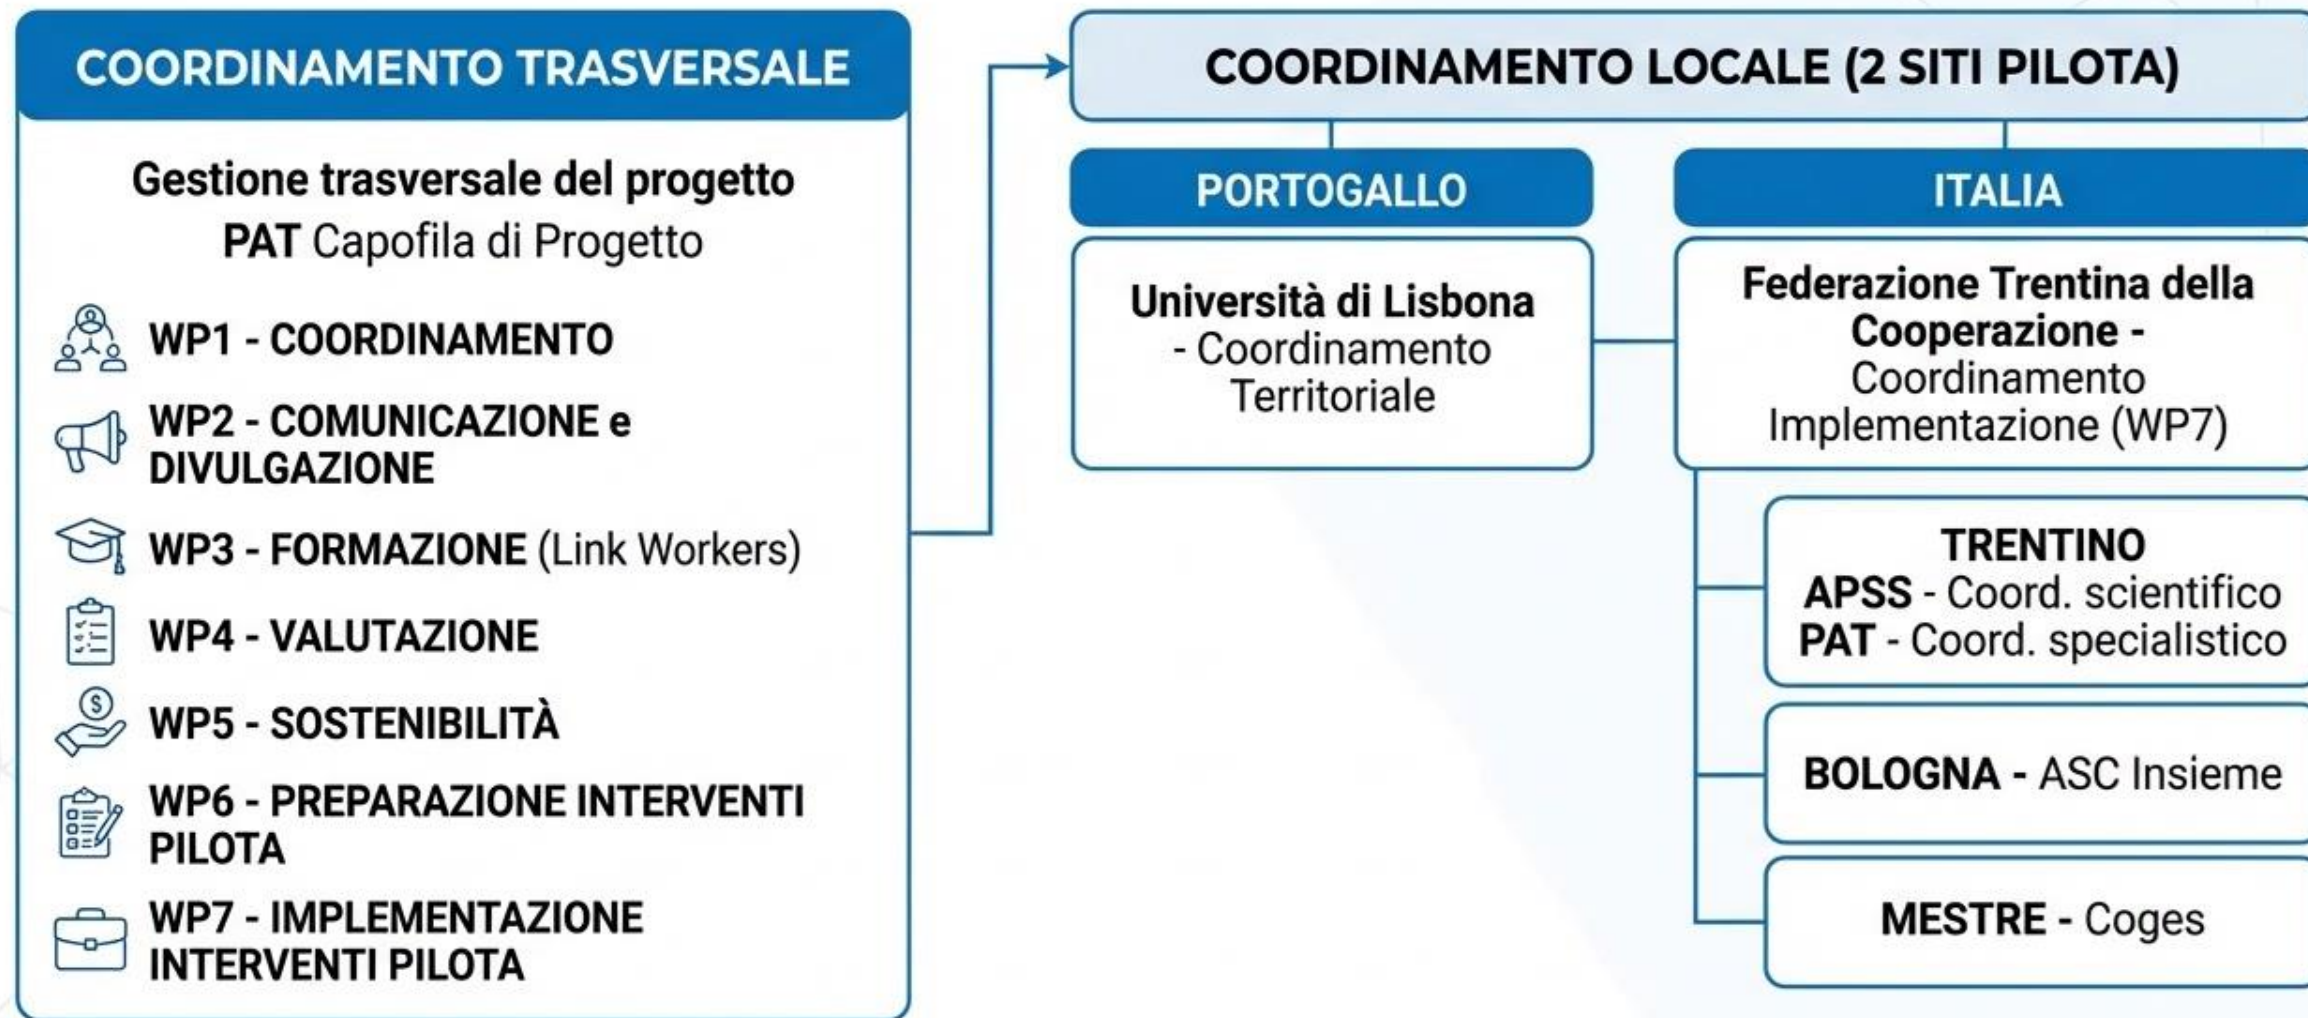 COORDINAMENTO TRASVERSALE
Gestione trasversale del progetto
PAT Capofila di Progetto
WP1 - COORDINAMENTO
WP2 - COMUNICAZIONE e
DIVULGAZIONE
WP3 - FORMAZIONE (Link Workers)
WP4 - VALUTAZIONE
WP5 - SOSTENIBILITÀ
WP6 - PREPARAZIONE INTERVENTI
PILOTA
WP7 - IMPLEMENTAZIONE
INTERVENTI PILOTA
COORDINAMENTO LOCALE (2 SITI PILOTA)
PORTOGALLO
Università di Lisbona
- Coordinamento
Territoriale
ITALIA
Federazione Trentina della
Cooperazione -
Coordinamento
Implementazione (WP7)
TRENTINO
APSS - Coord. scientifico
PAT - Coord. specialistico
BOLOGNA - ASC Insieme
MESTRE - Coges